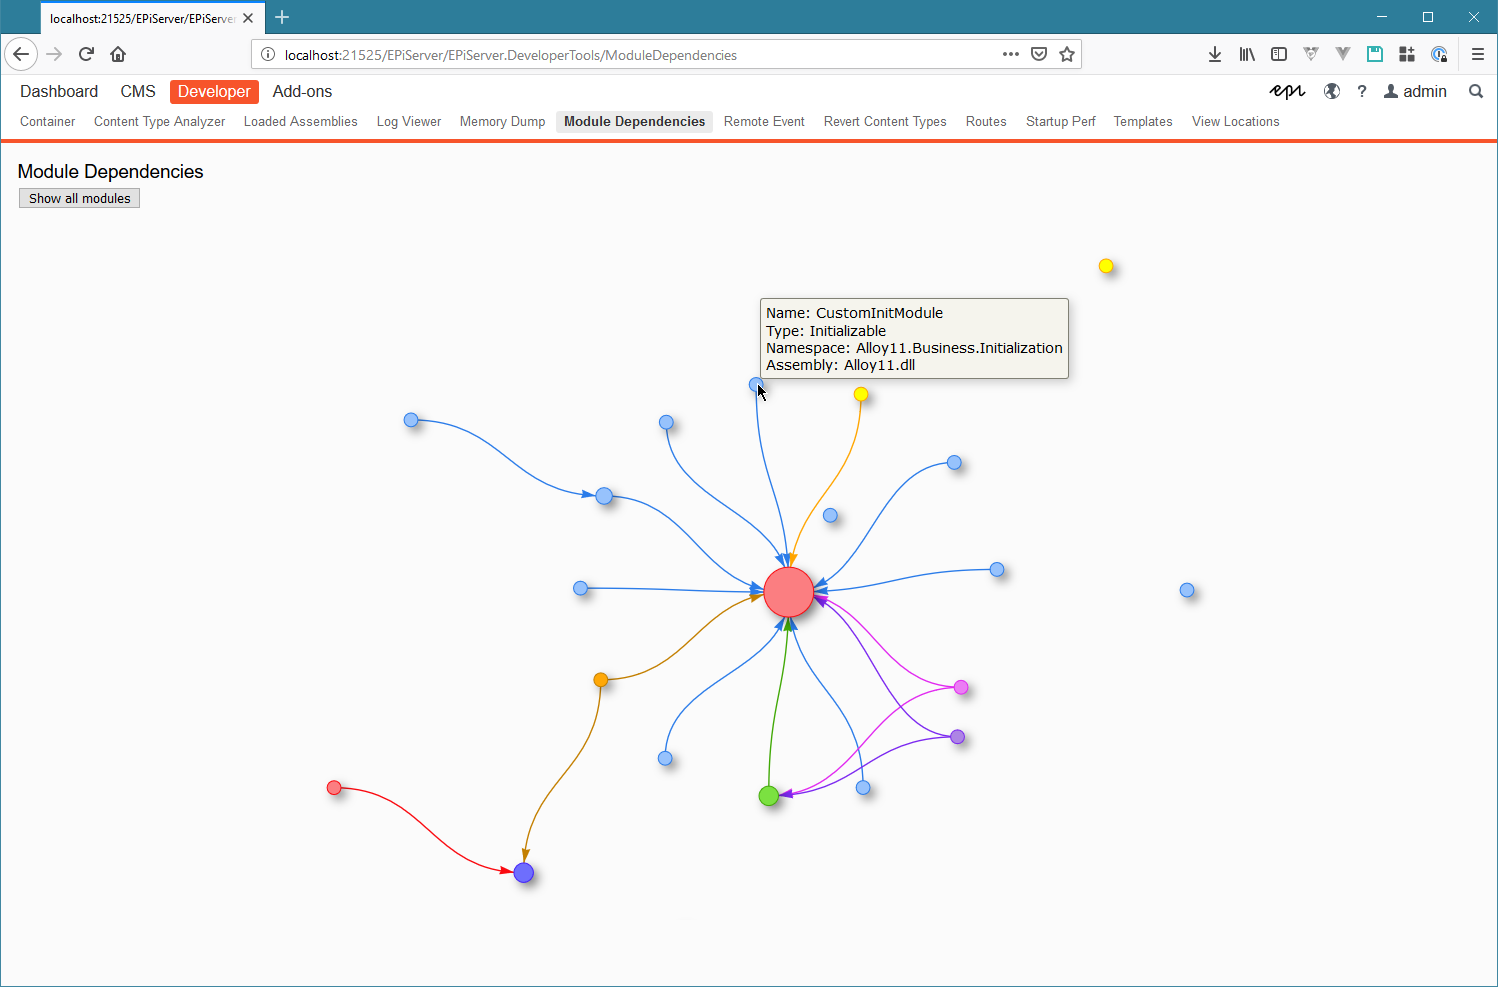 localhost:21525/EPiServer/EPiServe
localhost:21525/EPiServer/EPiServer.DeveloperTools/ModuleDependencies
Dashboard CMS Developer Add-ons epi ? admin
Container Content Type Analyzer Loaded Assemblies Log Viewer Memory Dump Module Dependencies Remote Event Revert Content Types Routes Startup Perf Templates View Locations
Module Dependencies
Show all modules
Name: CustomInitModule
Type: Initializable
Namespace: Alloy11.Business.Initialization
Assembly: Alloy11.dll